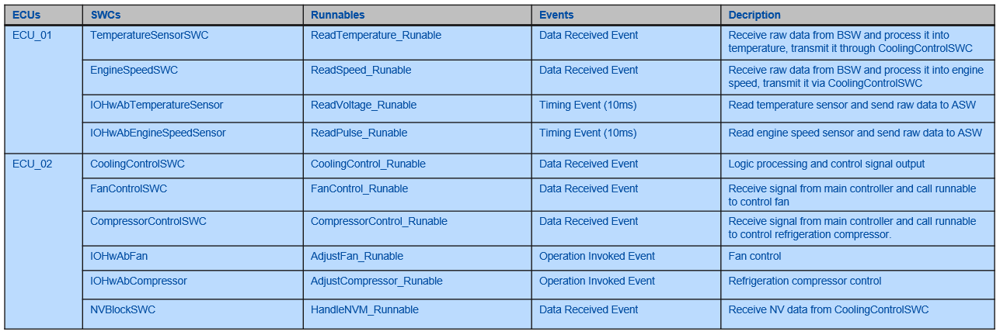 ECUs SWCs Runnables Events Decription
ECU_01 TemperatureSensorSWC ReadTemperature_Runable Data Received Event Receive raw data from BSW and process it into
temperature, transmit it through CoolingControlSWC
EngineSpeedSWC ReadSpeed_Runable Data Received Event Receive raw data from BSW and process it into engine
speed, transmit it via CoolingControlSWC
IOHwAbTemperatureSensor ReadVoltage_Runable Timing Event (10ms) Read temperature sensor and send raw data to ASW
IOHwAbEngineSpeedSensor ReadPulse_Runable Timing Event (10ms) Read engine speed sensor and send raw data to ASW
ECU_02 CoolingControlSWC CoolingControl_Runable Data Received Event Logic processing and control signal output
FanControlSWC FanControl_Runable Data Received Event Receive signal from main controller and call runnable
to control fan
CompressorControlSWC CompressorControl_Runable Data Received Event Receive signal from main controller and call runnable
to control refrigeration compressor.
IOHwAbFan AdjustFan_Runable Operation Invoked Event Fan control
IOHwAbCompressor AdjustCompressor_Runable Operation Invoked Event Refrigeration compressor control
NVBlockSWC HandleNVM_Runnable Data Received Event Receive NV data from CoolingControlSWC